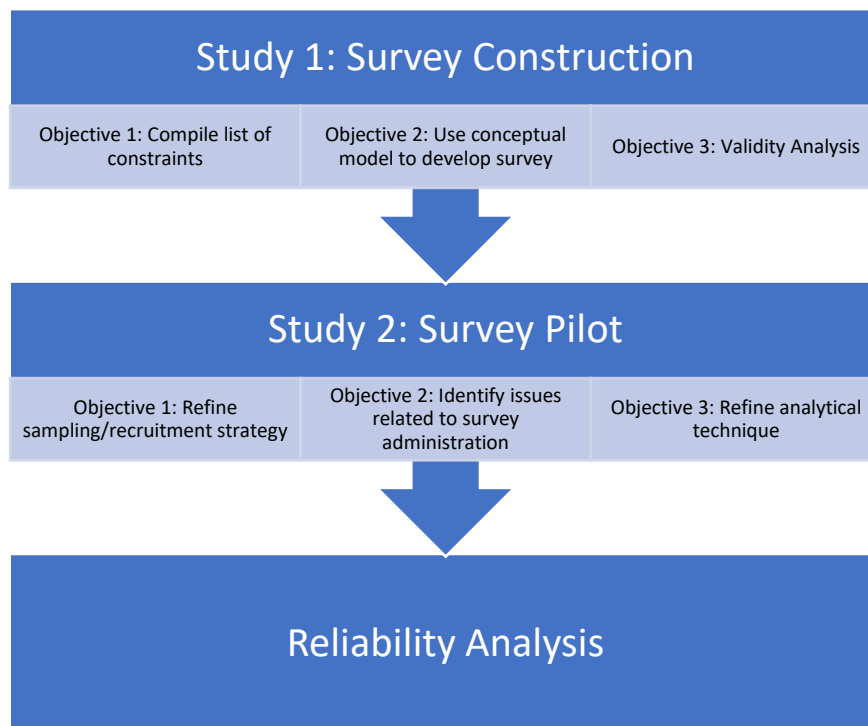 Study 1: Survey Construction
Objective 1: Compile list of
constraints
Objective 2: Use conceptual
model to develop survey
Objective 3: Validity Analysis
Study 2: Survey Pilot
Objective 1: Refine
sampling/recruitment strategy
Objective 2: Identify issues
related to survey
administration
Objective 3: Refine analytical
technique
Reliability Analysis